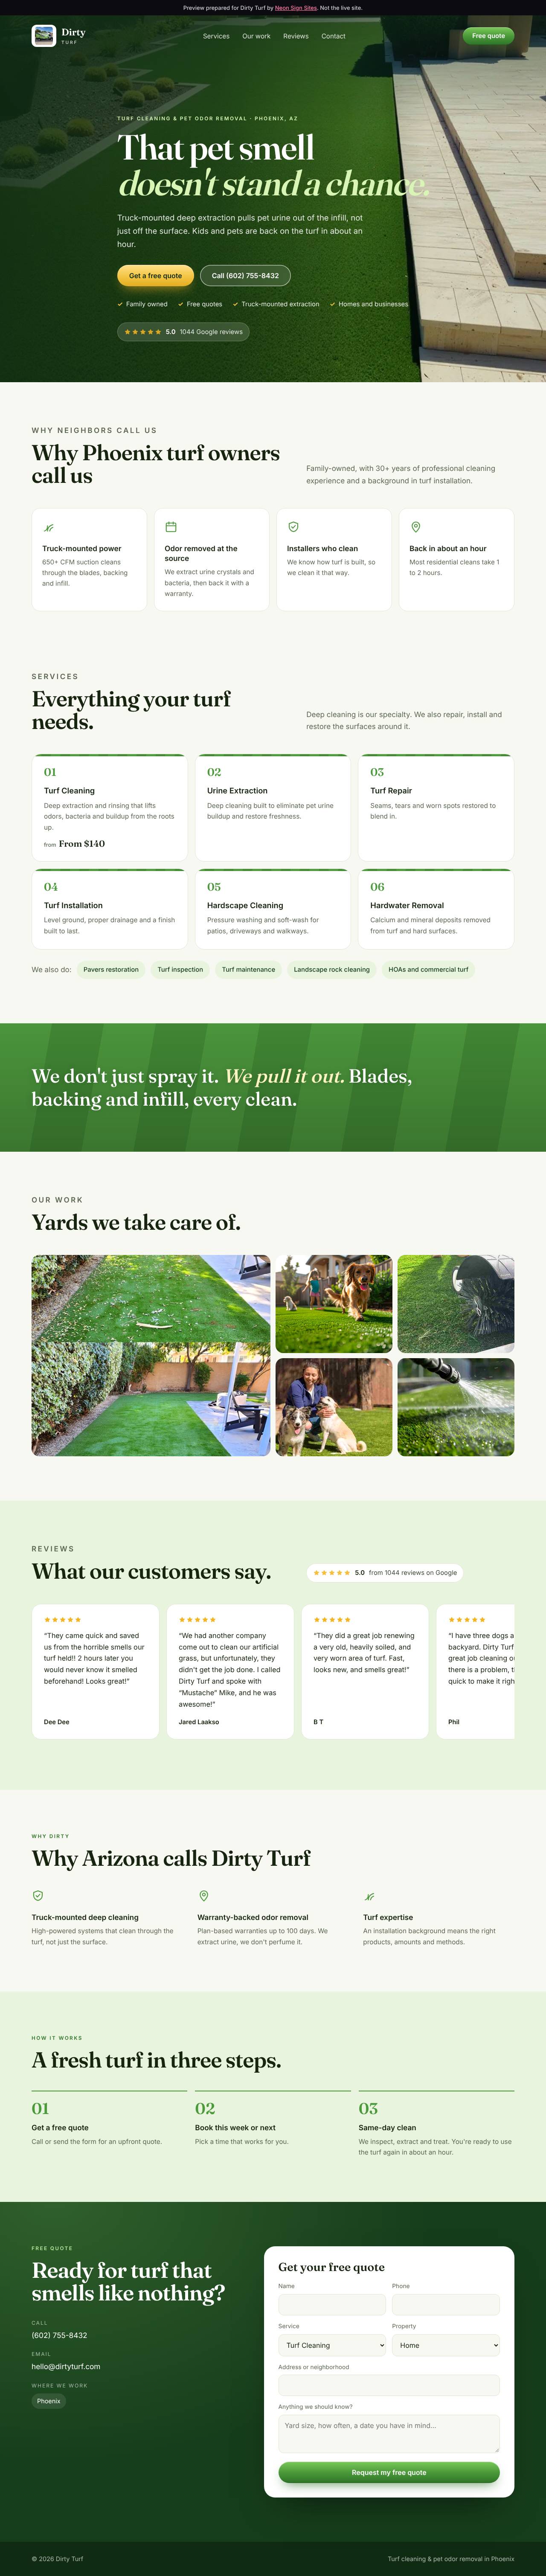 Preview prepared for Dirty Turf by Neon Sign Sites. Not the live site.
Dirty
TURF
Services
Our work
Reviews
Contact
Free quote
TURF CLEANING & PET ODOR REMOVAL · PHOENIX, AZ
That pet smell
doesn't stand a chance.
Truck-mounted deep extraction pulls pet urine out of the infill, not
just off the surface. Kids and pets are back on the turf in about an
hour.
Get a free quote
Call (602) 755-8432
✓ Family owned
✓ Free quotes
✓ Truck-mounted extraction
✓ Homes and businesses
★★★★★ 5.0 1044 Google reviews
WHY NEIGHBORS CALL US
Why Phoenix turf owners
call us
Family-owned, with 30+ years of professional cleaning
experience and a background in turf installation.
Truck-mounted power
650+ CFM suction cleans
through the blades, backing
and infill.
Odor removed at the
source
We extract urine crystals and
bacteria, then back it with a
warranty.
Installers who clean
We know how turf is built, so
we clean it that way.
Back in about an hour
Most residential cleans take 1
to 2 hours.
SERVICES
Everything your turf
needs.
Deep cleaning is our specialty. We also repair, install and
restore the surfaces around it.
01
Turf Cleaning
Deep extraction and rinsing that lifts
odors, bacteria and buildup from the roots
up.
from From $140
02
Urine Extraction
Deep cleaning built to eliminate pet urine
buildup and restore freshness.
03
Turf Repair
Seams, tears and worn spots restored to
blend in.
04
Turf Installation
Level ground, proper drainage and a finish
built to last.
05
Hardscape Cleaning
Pressure washing and soft-wash for
patios, driveways and walkways.
06
Hardwater Removal
Calcium and mineral deposits removed
from turf and hard surfaces.
We also do:
Pavers restoration
Turf inspection
Turf maintenance
Landscape rock cleaning
HOAs and commercial turf
We don't just spray it. We pull it out. Blades,
backing and infill, every clean.
OUR WORK
Yards we take care of.
REVIEWS
What our customers say.
★★★★★ 5.0 from 1044 reviews on Google
★★★★★
“They came quick and saved
us from the horrible smells our
turf held!! 2 hours later you
would never know it smelled
beforehand! Looks great!”
Dee Dee
★★★★★
“We had another company
come out to clean our artificial
grass, but unfortunately, they
didn't get the job done. I called
Dirty Turf and spoke with
“Mustache” Mike, and he was
awesome!”
Jared Laakso
★★★★★
“They did a great job renewing
a very old, heavily soiled, and
very worn area of turf. Fast,
looks new, and smells great!”
B T
★★★★★
“I have three dogs a
backyard. Dirty Turf
great job cleaning o
there is a problem, t
quick to make it righ
Phil
WHY DIRTY
Why Arizona calls Dirty Turf
Truck-mounted deep cleaning
High-powered systems that clean through the
turf, not just the surface.
Warranty-backed odor removal
Plan-based warranties up to 100 days. We
extract urine, we don't perfume it.
Turf expertise
An installation background means the right
products, amounts and methods.
HOW IT WORKS
A fresh turf in three steps.
01
Get a free quote
Call or send the form for an upfront quote.
02
Book this week or next
Pick a time that works for you.
03
Same-day clean
We inspect, extract and treat. You're ready to use
the turf again in about an hour.
FREE QUOTE
Ready for turf that
smells like nothing?
CALL
(602) 755-8432
EMAIL
hello@dirtyturf.com
WHERE WE WORK
Phoenix
Get your free quote
Name
Phone
Service
Property
Turf Cleaning
Home
Address or neighborhood
Anything we should know?
Yard size, how often, a date you have in mind...
Request my free quote
© 2026 Dirty Turf
Turf cleaning & pet odor removal in Phoenix